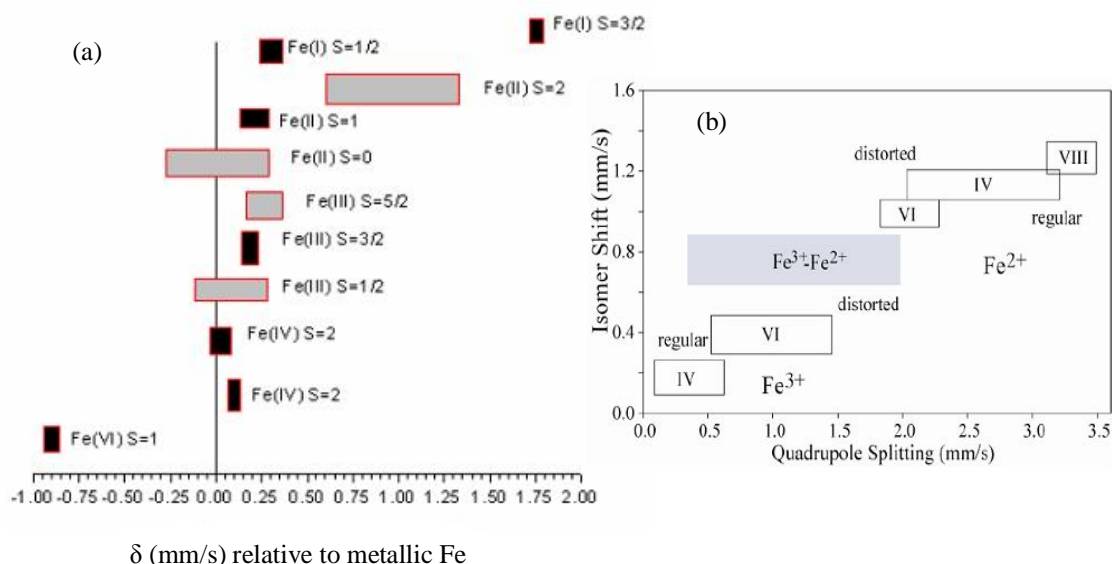 (a)
Fe(I) S=3/2
Fe(I) S=1/2
Fe(II) S=2
Fe(II) S=1
Fe(II) S=0
Fe(III) S=5/2
Fe(III) S=3/2
Fe(III) S=1/2
Fe(IV) S=2
Fe(IV) S=2
Fe(VI) S=1
-1.00 -0.75 -0.50 -0.25 0.00 0.25 0.50 0.75 1.00 1.25 1.50 1.75 2.00
δ (mm/s) relative to metallic Fe
(b)
Isomer Shift (mm/s)
1.6
1.2
0.8
0.4
0.0
distorted
VIII
IV
VI
regular
Fe3+-Fe2+
Fe2+
distorted
regular
VI
IV
Fe3+
0.0 0.5 1.0 1.5 2.0 2.5 3.0 3.5
Quadrupole Splitting (mm/s)